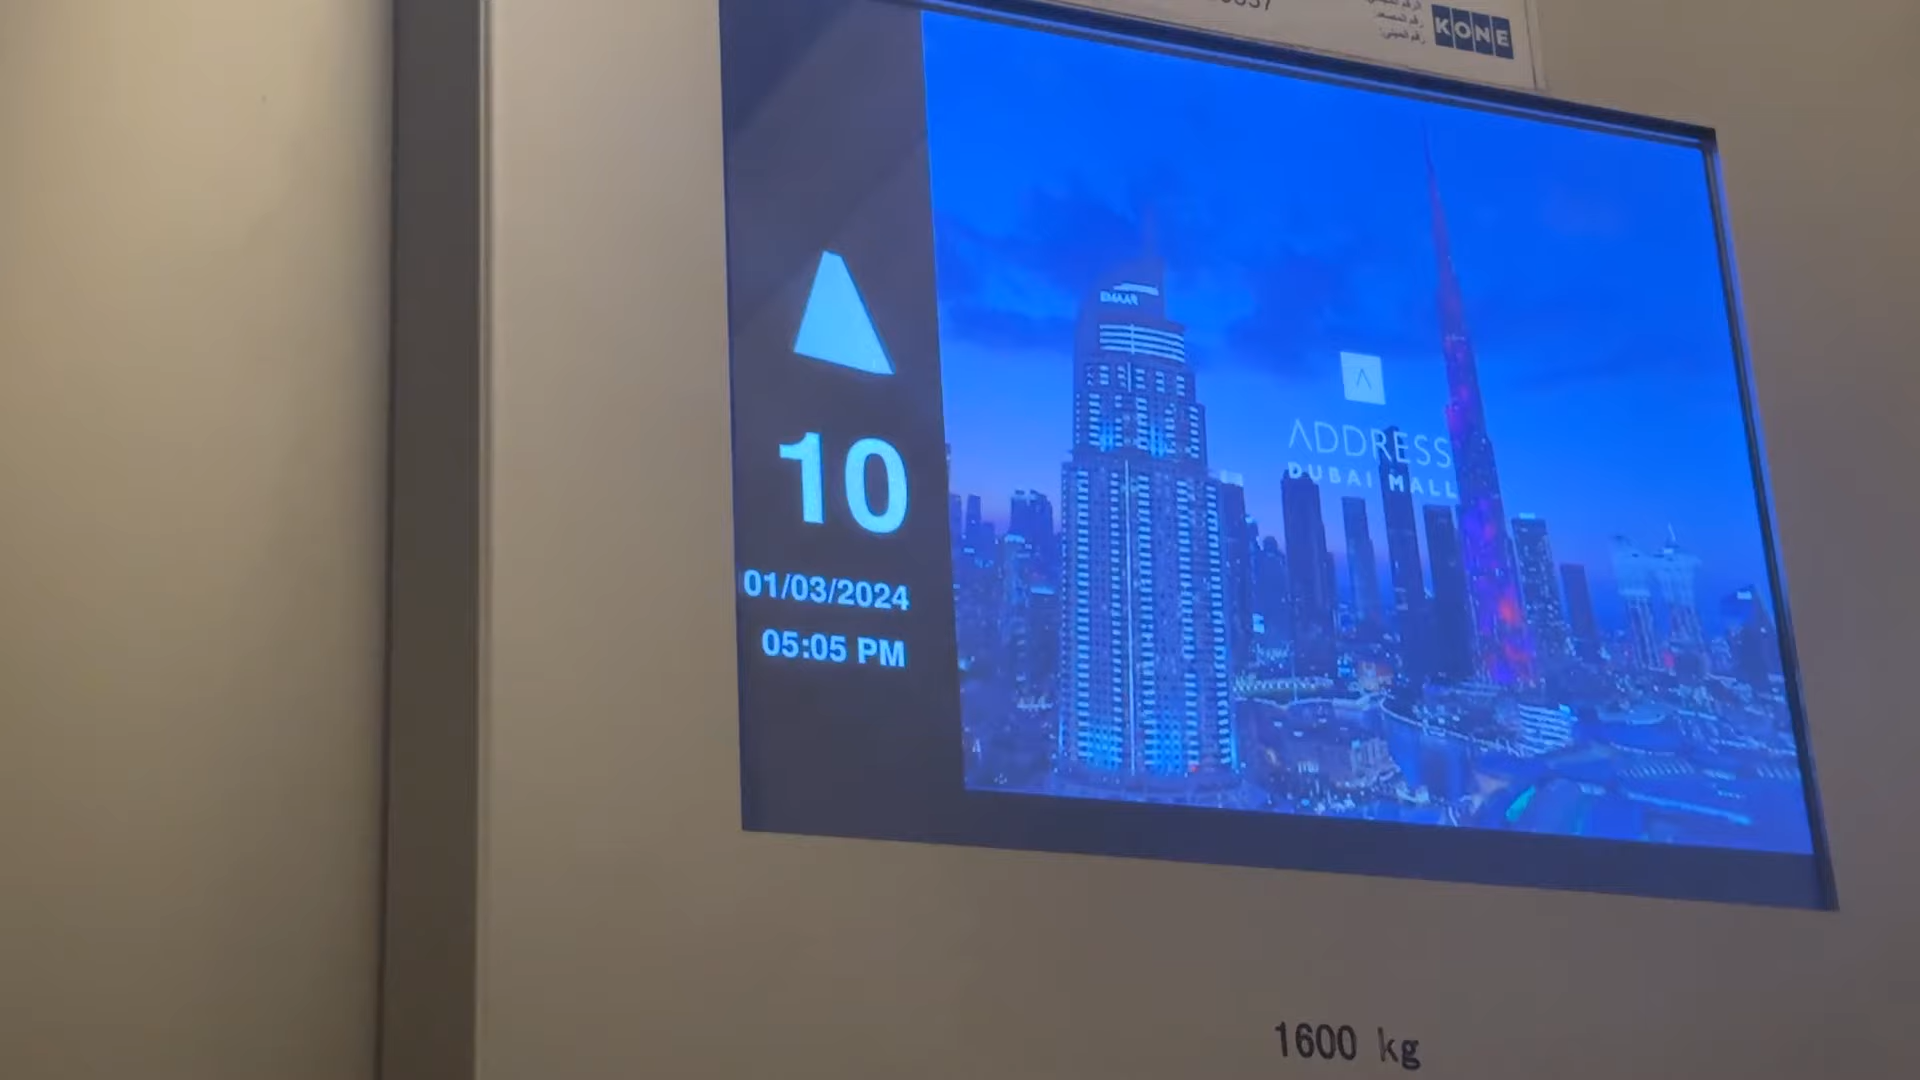 KONE
EMAAR
ADDRESS
DUBAI MALL
10
01/03/2024
05:05 PM
1600 kg